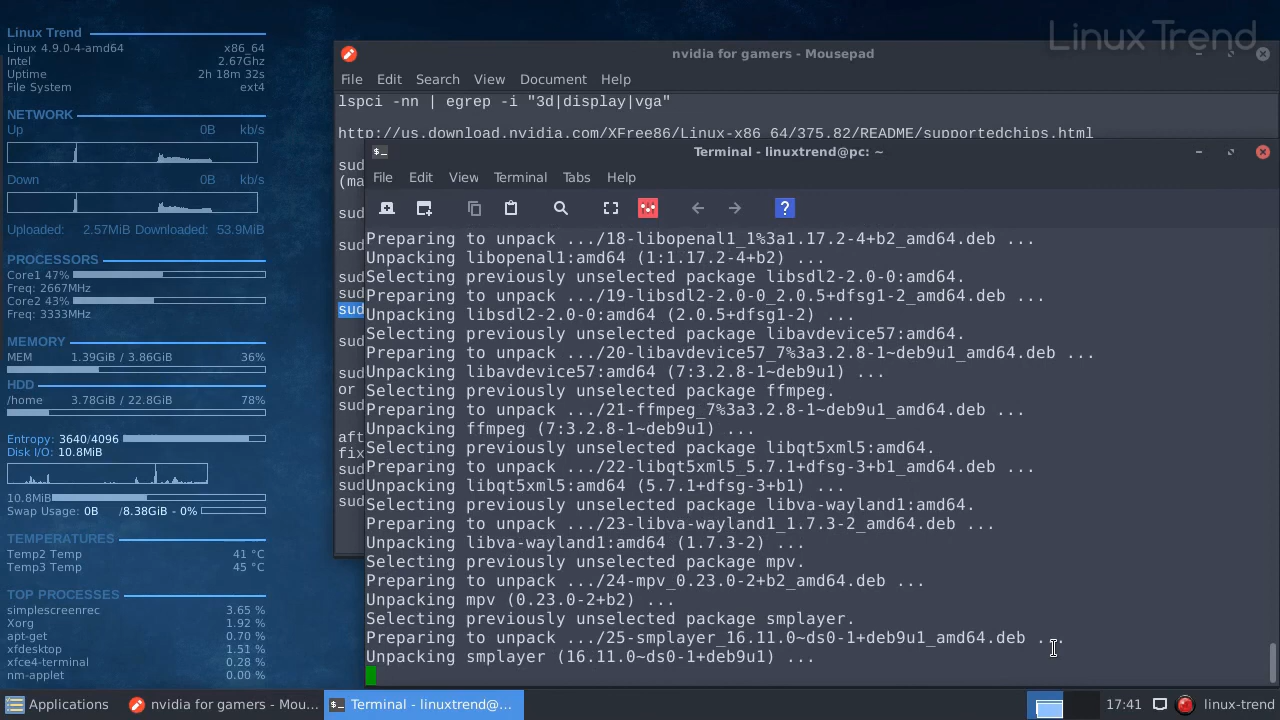 Linux Trend
Linux Trend
Linux 4.9.0-4-amd64 x86_64
Intel 2.67Ghz
Uptime 2h 18m 32s
File System ext4
NETWORK
Up 0B kb/s
Down 0B kb/s
Uploaded: 2.57MiB Downloaded: 53.9MiB
PROCESSORS
Core1 47%
Freq: 2667MHz
Core2 43%
Freq: 3333MHz
MEMORY
MEM 1.39GiB / 3.86GiB 36%
HDD
/home 3.78GiB / 22.8GiB 78%
Entropy: 3640/4096
Disk I/O: 10.8MiB
10.8MiB
Swap Usage: 0B /8.38GiB - 0%
TEMPERATURES
Temp2 Temp 41 °C
Temp3 Temp 45 °C
TOP PROCESSES
simplescreenrec 3.65 %
Xorg 1.92 %
apt-get 0.70 %
xfdesktop 1.51 %
xfce4-terminal 0.28 %
nm-applet 0.00 %
nvidia for gamers - Mousepad
File Edit Search View Document Help
lspci -nn | egrep -i "3d|display|vga"
http://us.download.nvidia.com/XFree86/Linux-x86_64/375.82/README/supportedchips.html
sud
(ma
sud
sud
sud
sud
sud
sud
sud
or
sud
aft
fix
sud
sud
sud
Terminal - linuxtrend@pc: ~
File Edit View Terminal Tabs Help
Preparing to unpack .../18-libopenal1_1%3a1.17.2-4+b2_amd64.deb ...
Unpacking libopenal1:amd64 (1:1.17.2-4+b2) ...
Selecting previously unselected package libsdl2-2.0-0:amd64.
Preparing to unpack .../19-libsdl2-2.0-0_2.0.5+dfsg1-2_amd64.deb ...
Unpacking libsdl2-2.0-0:amd64 (2.0.5+dfsg1-2) ...
Selecting previously unselected package libavdevice57:amd64.
Preparing to unpack .../20-libavdevice57_7%3a3.2.8-1~deb9u1_amd64.deb ...
Unpacking libavdevice57:amd64 (7:3.2.8-1~deb9u1) ...
Selecting previously unselected package ffmpeg.
Preparing to unpack .../21-ffmpeg_7%3a3.2.8-1~deb9u1_amd64.deb ...
Unpacking ffmpeg (7:3.2.8-1~deb9u1) ...
Selecting previously unselected package libqt5xml5:amd64.
Preparing to unpack .../22-libqt5xml5_5.7.1+dfsg-3+b1_amd64.deb ...
Unpacking libqt5xml5:amd64 (5.7.1+dfsg-3+b1) ...
Selecting previously unselected package libva-wayland1:amd64.
Preparing to unpack .../23-libva-wayland1_1.7.3-2_amd64.deb ...
Unpacking libva-wayland1:amd64 (1.7.3-2) ...
Selecting previously unselected package mpv.
Preparing to unpack .../24-mpv_0.23.0-2+b2_amd64.deb ...
Unpacking mpv (0.23.0-2+b2) ...
Selecting previously unselected package smplayer.
Preparing to unpack .../25-smplayer_16.11.0~ds0-1+deb9u1_amd64.deb ...
Unpacking smplayer (16.11.0~ds0-1+deb9u1) ...
Applications nvidia for gamers - Mou... Terminal - linuxtrend@... 17:41 linux-trend